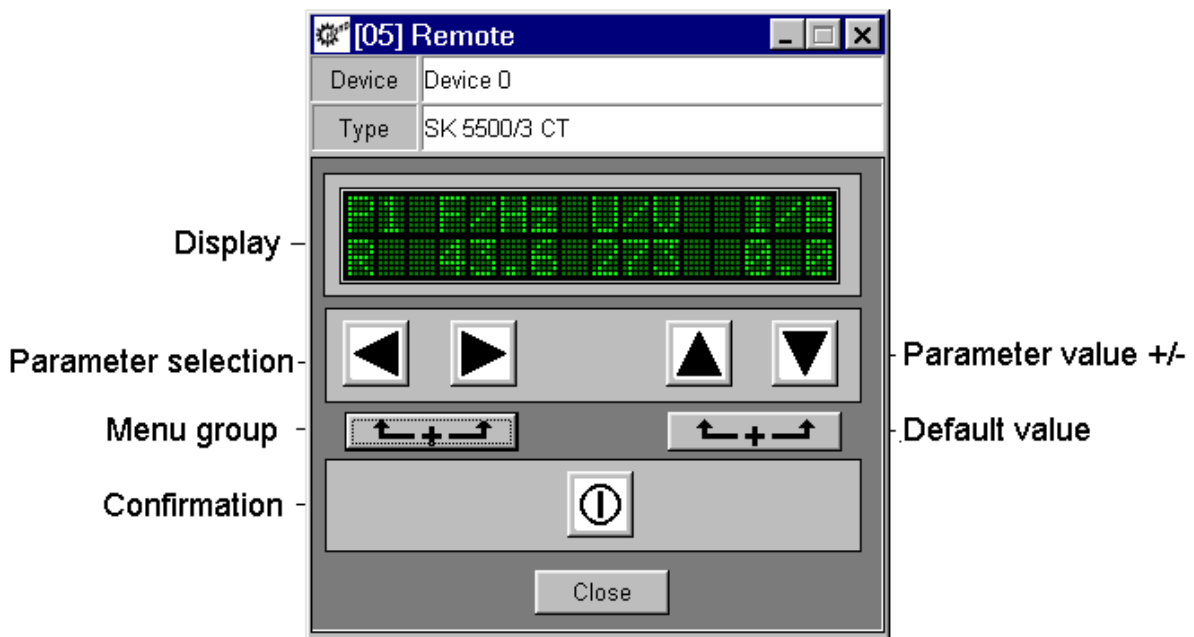 [05] Remote
Device Device 0
Type SK 5500/3 CT
P1 F/Hz U/V I/A
R 43.6 273 0.0
Display
Parameter selection
Parameter value +/-
Menu group
+
+
Default value
Confirmation
Close